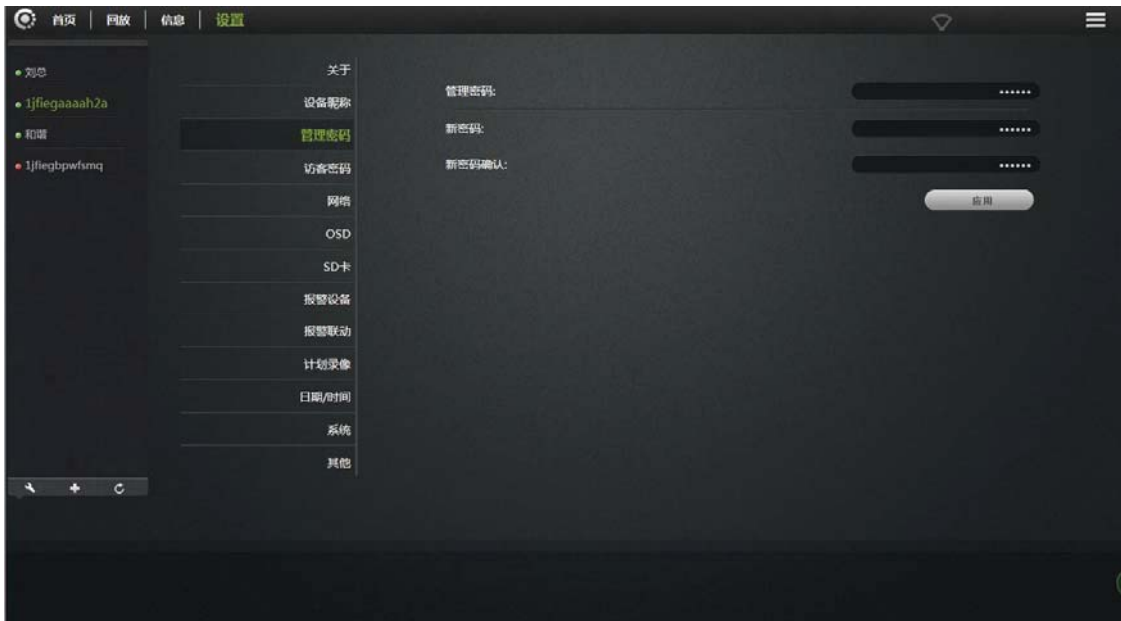 首页 回放 信息 设置
刘总
1jfiegaaaah2a
和谐
1jfiegbpwfsmq
关于
设备昵称
管理密码
访客密码
网络
OSD
SD卡
报警设备
报警联动
计划录像
日期/时间
系统
其他
管理密码: ••••••
新密码: ••••••
新密码确认: ••••••
应用